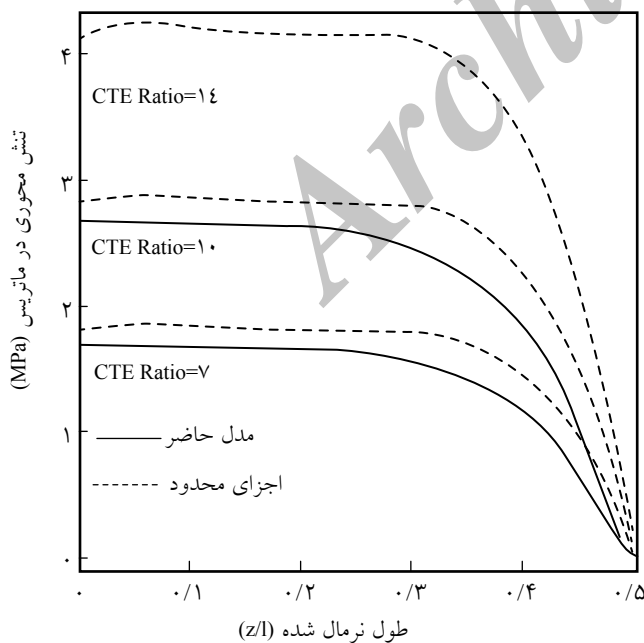 ۴
Archi
CTE Ratio=۱٤
۳
تنش محوری در ماتریس
(MPa)
CTE Ratio=۱۰
۲
CTE Ratio=۷
۱
مدل حاضر
اجزای محدود
۰
۰ ۰/۱ ۰/۲ ۰/۳ ۰/۴ ۰/۵
طول نرمال شده (z/l)